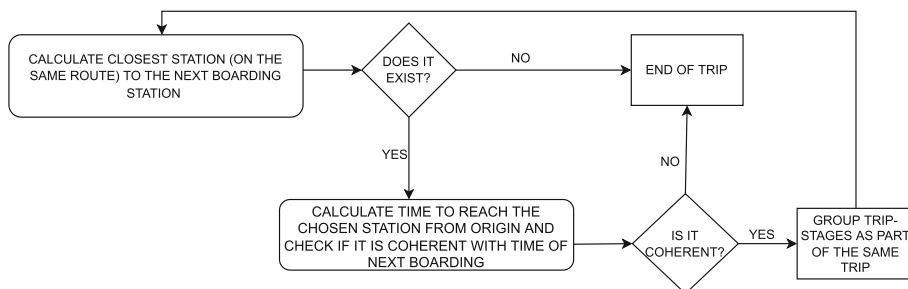 CALCULATE CLOSEST STATION (ON THE
SAME ROUTE) TO THE NEXT BOARDING
STATION
DOES IT
EXIST?
NO
END OF TRIP
YES
CALCULATE TIME TO REACH THE
CHOSEN STATION FROM ORIGIN AND
CHECK IF IT IS COHERENT WITH TIME OF
NEXT BOARDING
IS IT
COHERENT?
NO
YES
GROUP TRIP-
STAGES AS PART
OF THE SAME
TRIP